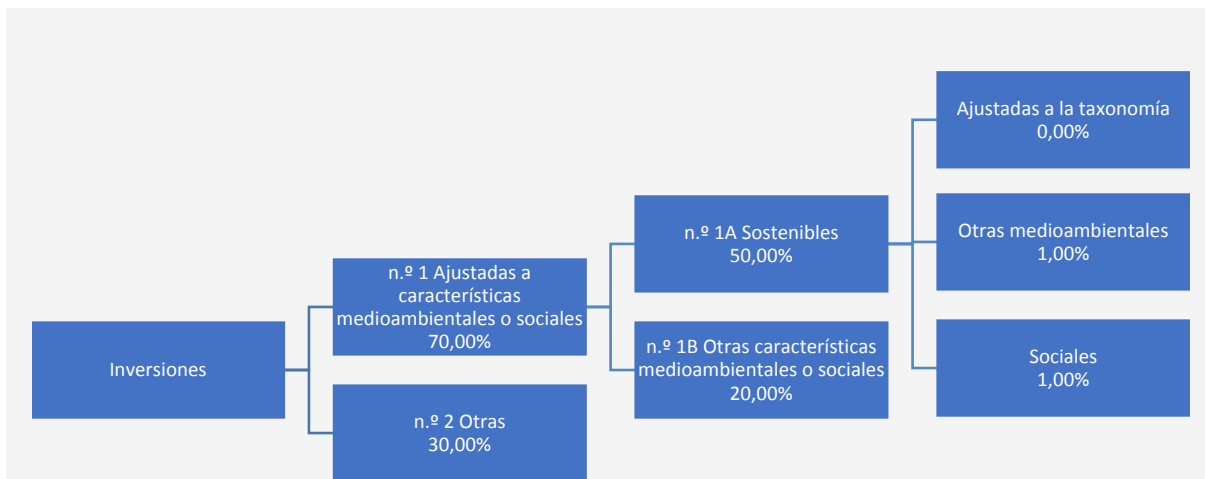 Inversiones
n.º 1 Ajustadas a
características
medioambientales o sociales
70,00%
n.º 2 Otras
30,00%
n.º 1A Sostenibles
50,00%
n.º 1B Otras características
medioambientales o sociales
20,00%
Ajustadas a la taxonomía
0,00%
Otras medioambientales
1,00%
Sociales
1,00%